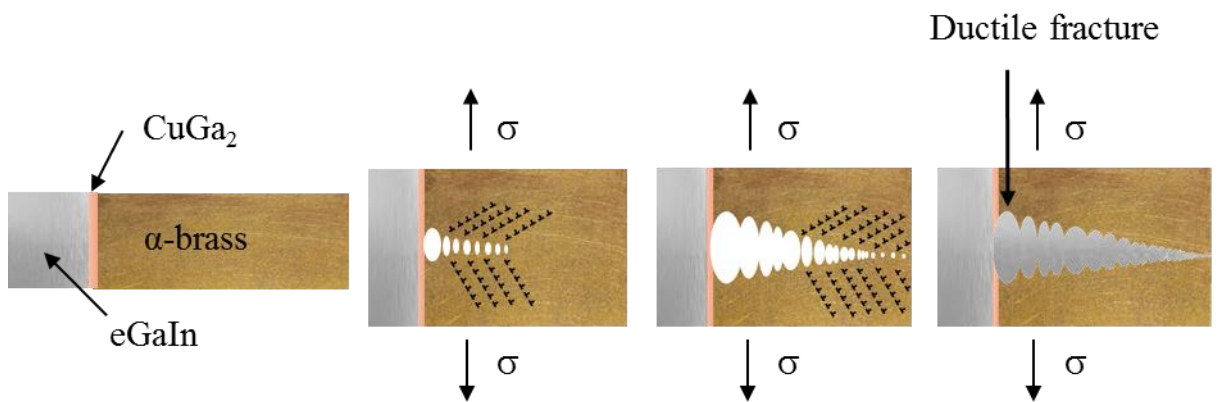 Ductile fracture
CuGa₂
σ
σ
σ
α-brass
eGaIn
σ
σ
σ